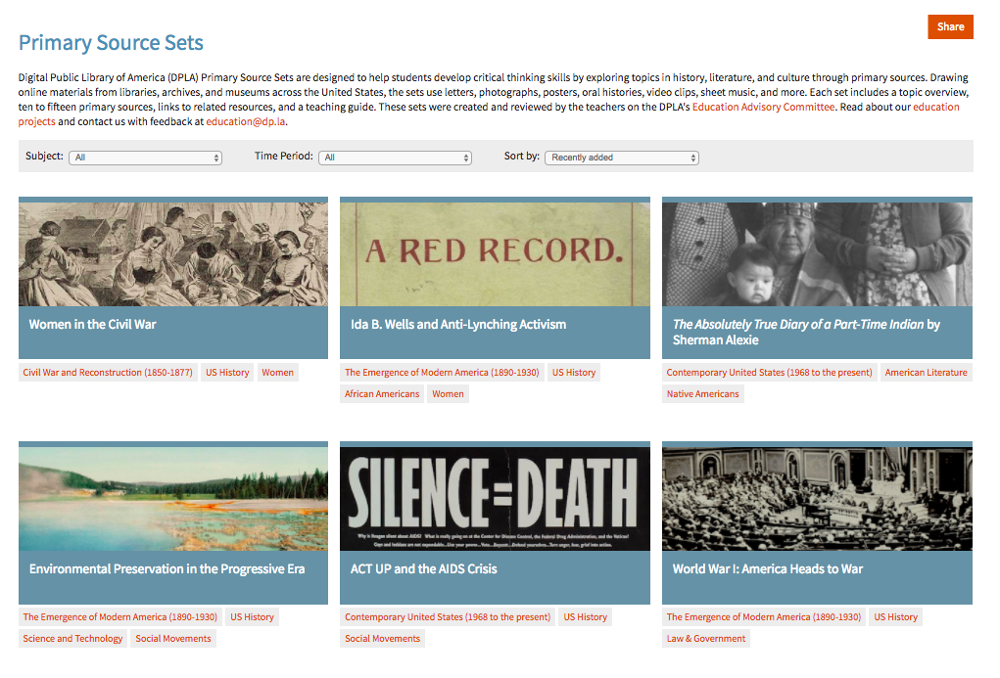 Share
Primary Source Sets
Digital Public Library of America (DPLA) Primary Source Sets are designed to help students develop critical thinking skills by exploring topics in history, literature, and culture through primary sources. Drawing
online materials from libraries, archives, and museums across the United States, the sets use letters, photographs, posters, oral histories, video clips, sheet music, and more. Each set includes a topic overview,
ten to fifteen primary sources, links to related resources, and a teaching guide. These sets were created and reviewed by the teachers on the DPLA's Education Advisory Committee. Read about our education
projects and contact us with feedback at education@dp.la.
Subject: All Time Period: All Sort by: Recently added
A RED RECORD.
Women in the Civil War
Ida B. Wells and Anti-Lynching Activism
The Absolutely True Diary of a Part-Time Indian by
Sherman Alexie
Civil War and Reconstruction (1850-1877) US History Women
The Emergence of Modern America (1890-1930) US History
African Americans Women
Contemporary United States (1968 to the present) American Literature
Native Americans
SILENCE=DEATH
Why is Reagan silent about AIDS? What is really going on at the Center for Disease Control, the Federal Drug Administration, and the Vatican?
Gays and lesbians are not expendable...Use your power...Vote...Boycott...Defend yourselves...Turn anger, fear, grief into action.
Environmental Preservation in the Progressive Era
ACT UP and the AIDS Crisis
World War I: America Heads to War
The Emergence of Modern America (1890-1930) US History
Science and Technology Social Movements
Contemporary United States (1968 to the present) US History
Social Movements
The Emergence of Modern America (1890-1930) US History
Law & Government